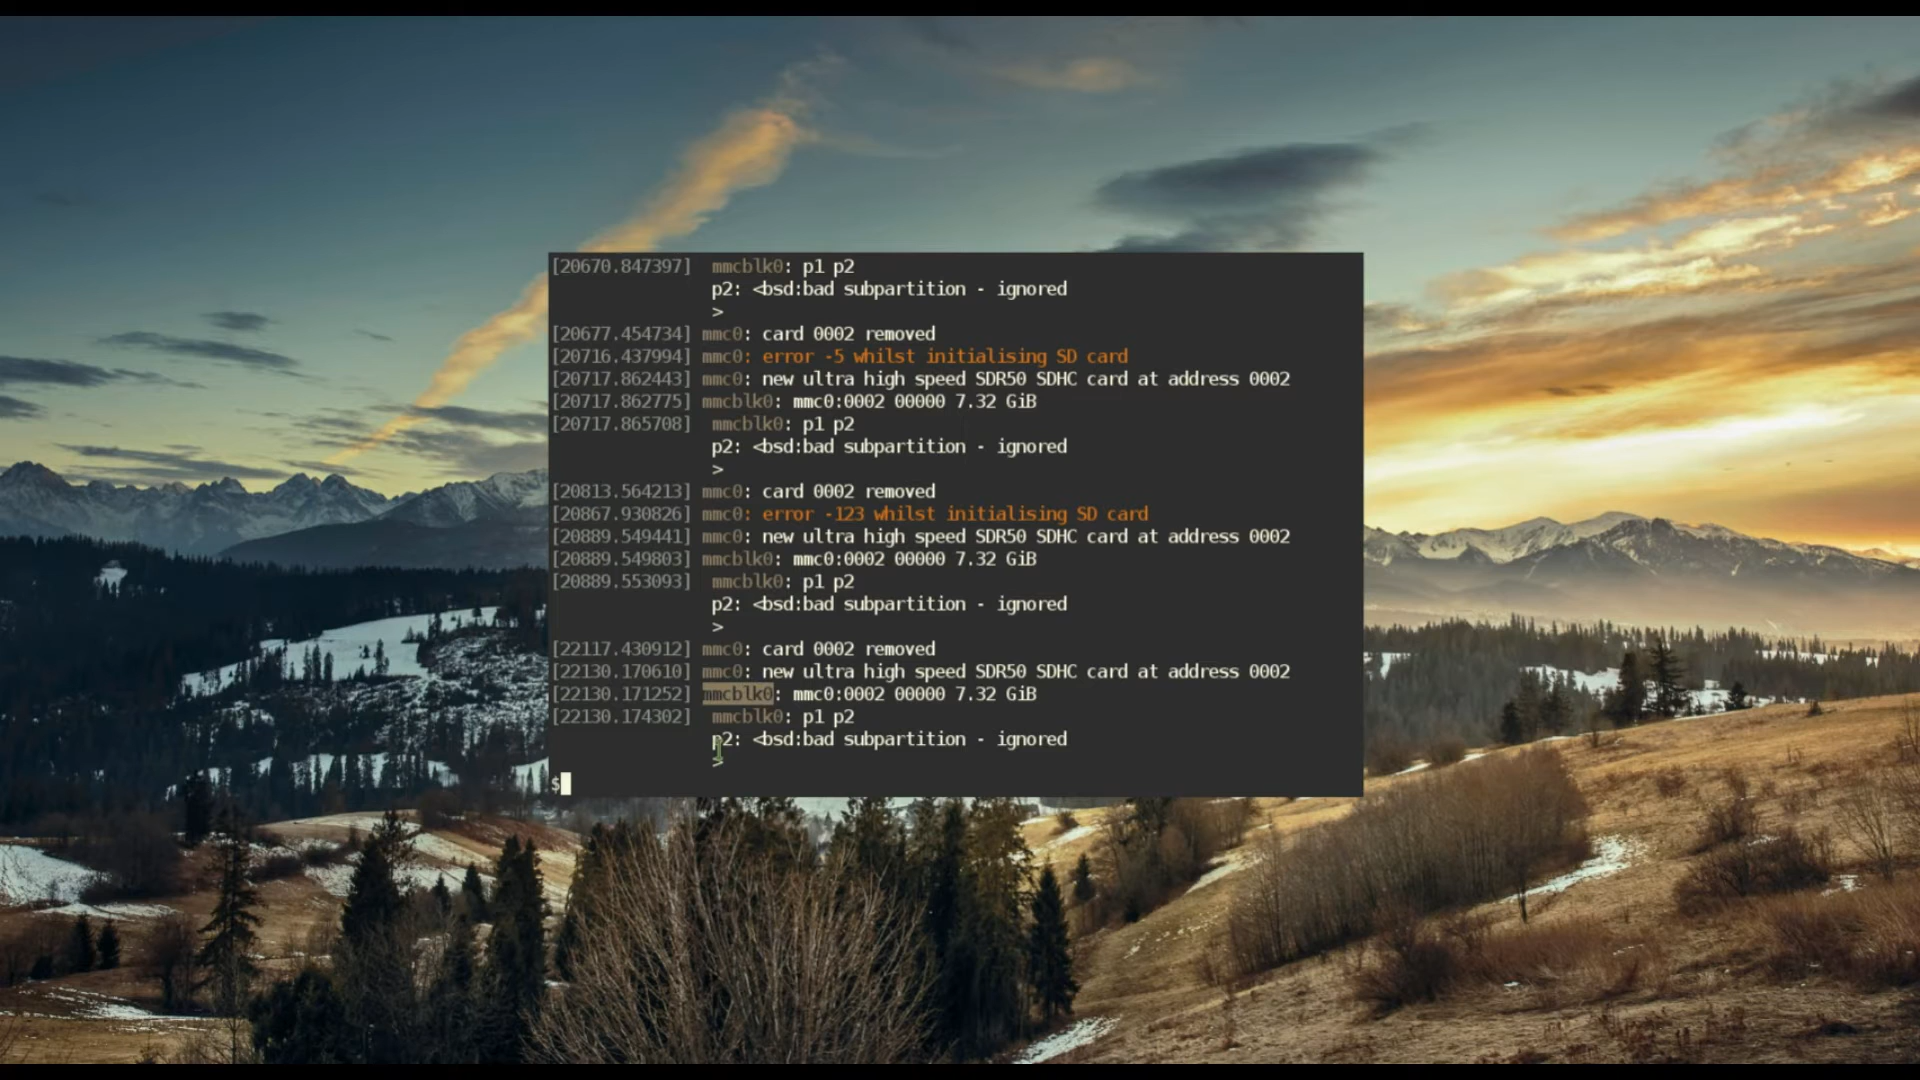 [20670.847397]  mmcblk0: p1 p2
p2: <bsd:bad subpartition - ignored
>
[20677.454734] mmc0: card 0002 removed
[20716.437994] mmc0: error -5 whilst initialising SD card
[20717.862443] mmc0: new ultra high speed SDR50 SDHC card at address 0002
[20717.862775] mmcblk0: mmc0:0002 00000 7.32 GiB
[20717.865708]  mmcblk0: p1 p2
p2: <bsd:bad subpartition - ignored
>
[20813.564213] mmc0: card 0002 removed
[20867.930826] mmc0: error -123 whilst initialising SD card
[20889.549441] mmc0: new ultra high speed SDR50 SDHC card at address 0002
[20889.549803] mmcblk0: mmc0:0002 00000 7.32 GiB
[20889.553093]  mmcblk0: p1 p2
p2: <bsd:bad subpartition - ignored
>
[22117.430912] mmc0: card 0002 removed
[22130.170610] mmc0: new ultra high speed SDR50 SDHC card at address 0002
[22130.171252] mmcblk0: mmc0:0002 00000 7.32 GiB
[22130.174302]  mmcblk0: p1 p2
p2: <bsd:bad subpartition - ignored
>
$